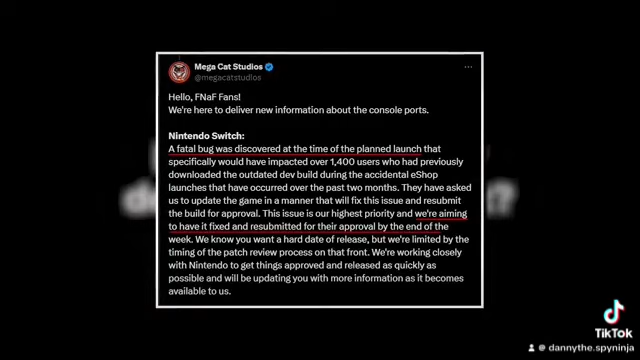 Mega Cat Studios
@megacatstudios
Hello, FNaF Fans!
We're here to deliver new information about the console ports.
Nintendo Switch:
A fatal bug was discovered at the time of the planned launch that
specifically would have impacted over 1,400 users who had previously
downloaded the outdated dev build during the accidental eShop
launches that have occurred over the past two months. They have asked
us to update the game in a manner that will fix this issue and resubmit
the build for approval. This issue is our highest priority and we're aiming
to have it fixed and resubmitted for their approval by the end of the
week. We know you want a hard date of release, but we're limited by the
timing of the patch review process on that front. We're working closely
with Nintendo to get things approved and released as quickly as
possible and will be updating you with more information as it becomes
available to us.
TikTok
@ dannythe.spyninja